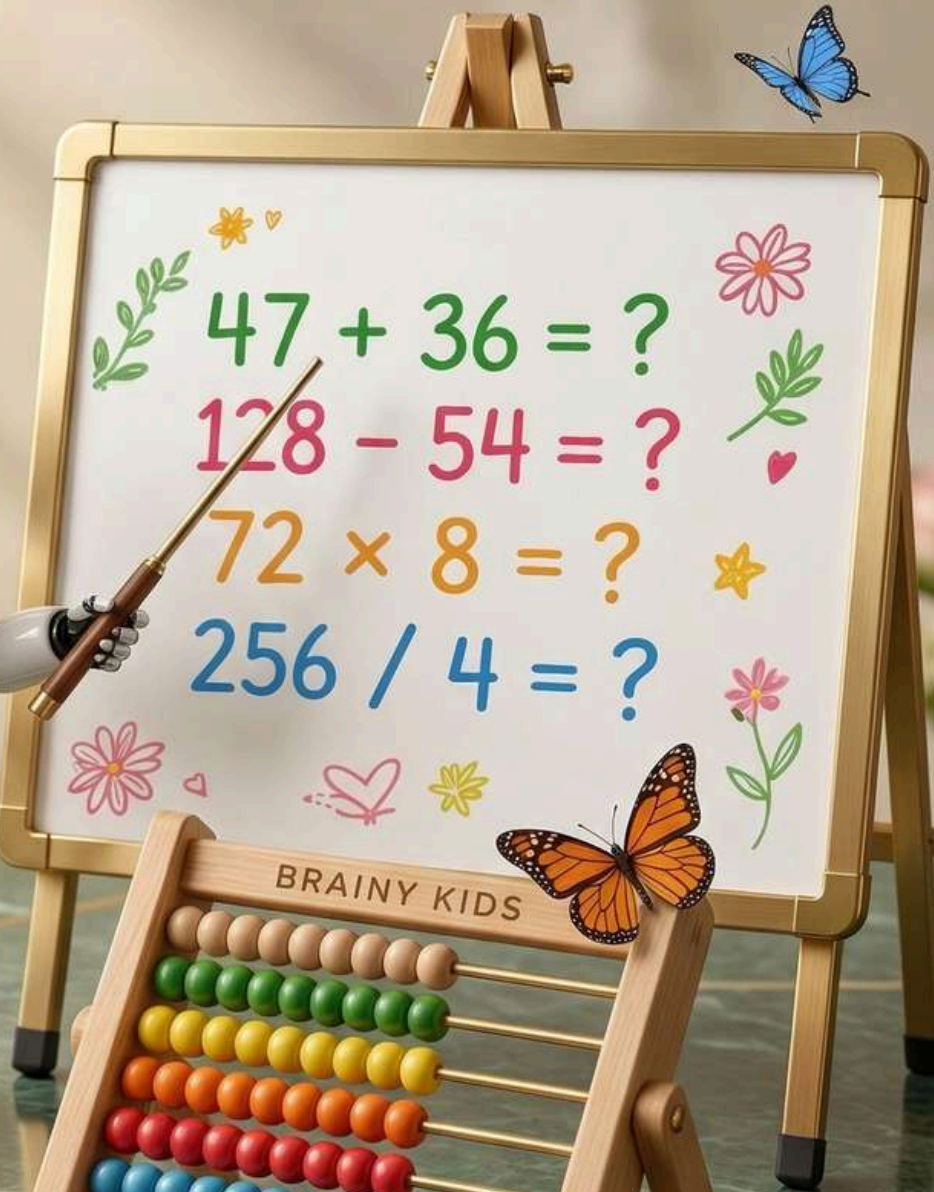 47 + 36 = ?
128 − 54 = ?
72 × 8 = ?
256 / 4 = ?
BRAINY KIDS